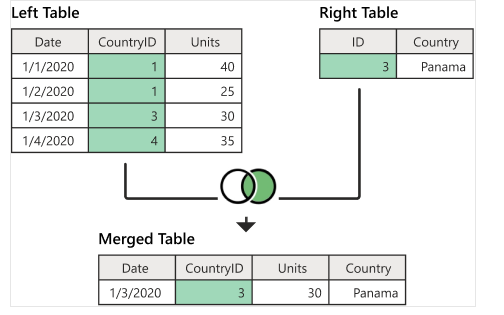 Left Table
Date CountryID Units
1/1/2020 1 40
1/2/2020 1 25
1/3/2020 3 30
1/4/2020 4 35
Right Table
ID Country
3 Panama
Merged Table
Date CountryID Units Country
1/3/2020 3 30 Panama